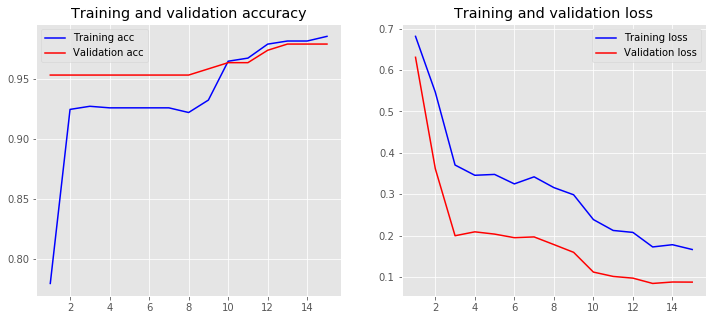 Training and validation accuracy
Training acc
Validation acc
0.95
0.90
0.85
0.80
2 4 6 8 10 12 14
Training and validation loss
Training loss
Validation loss
0.7
0.6
0.5
0.4
0.3
0.2
0.1
2 4 6 8 10 12 14